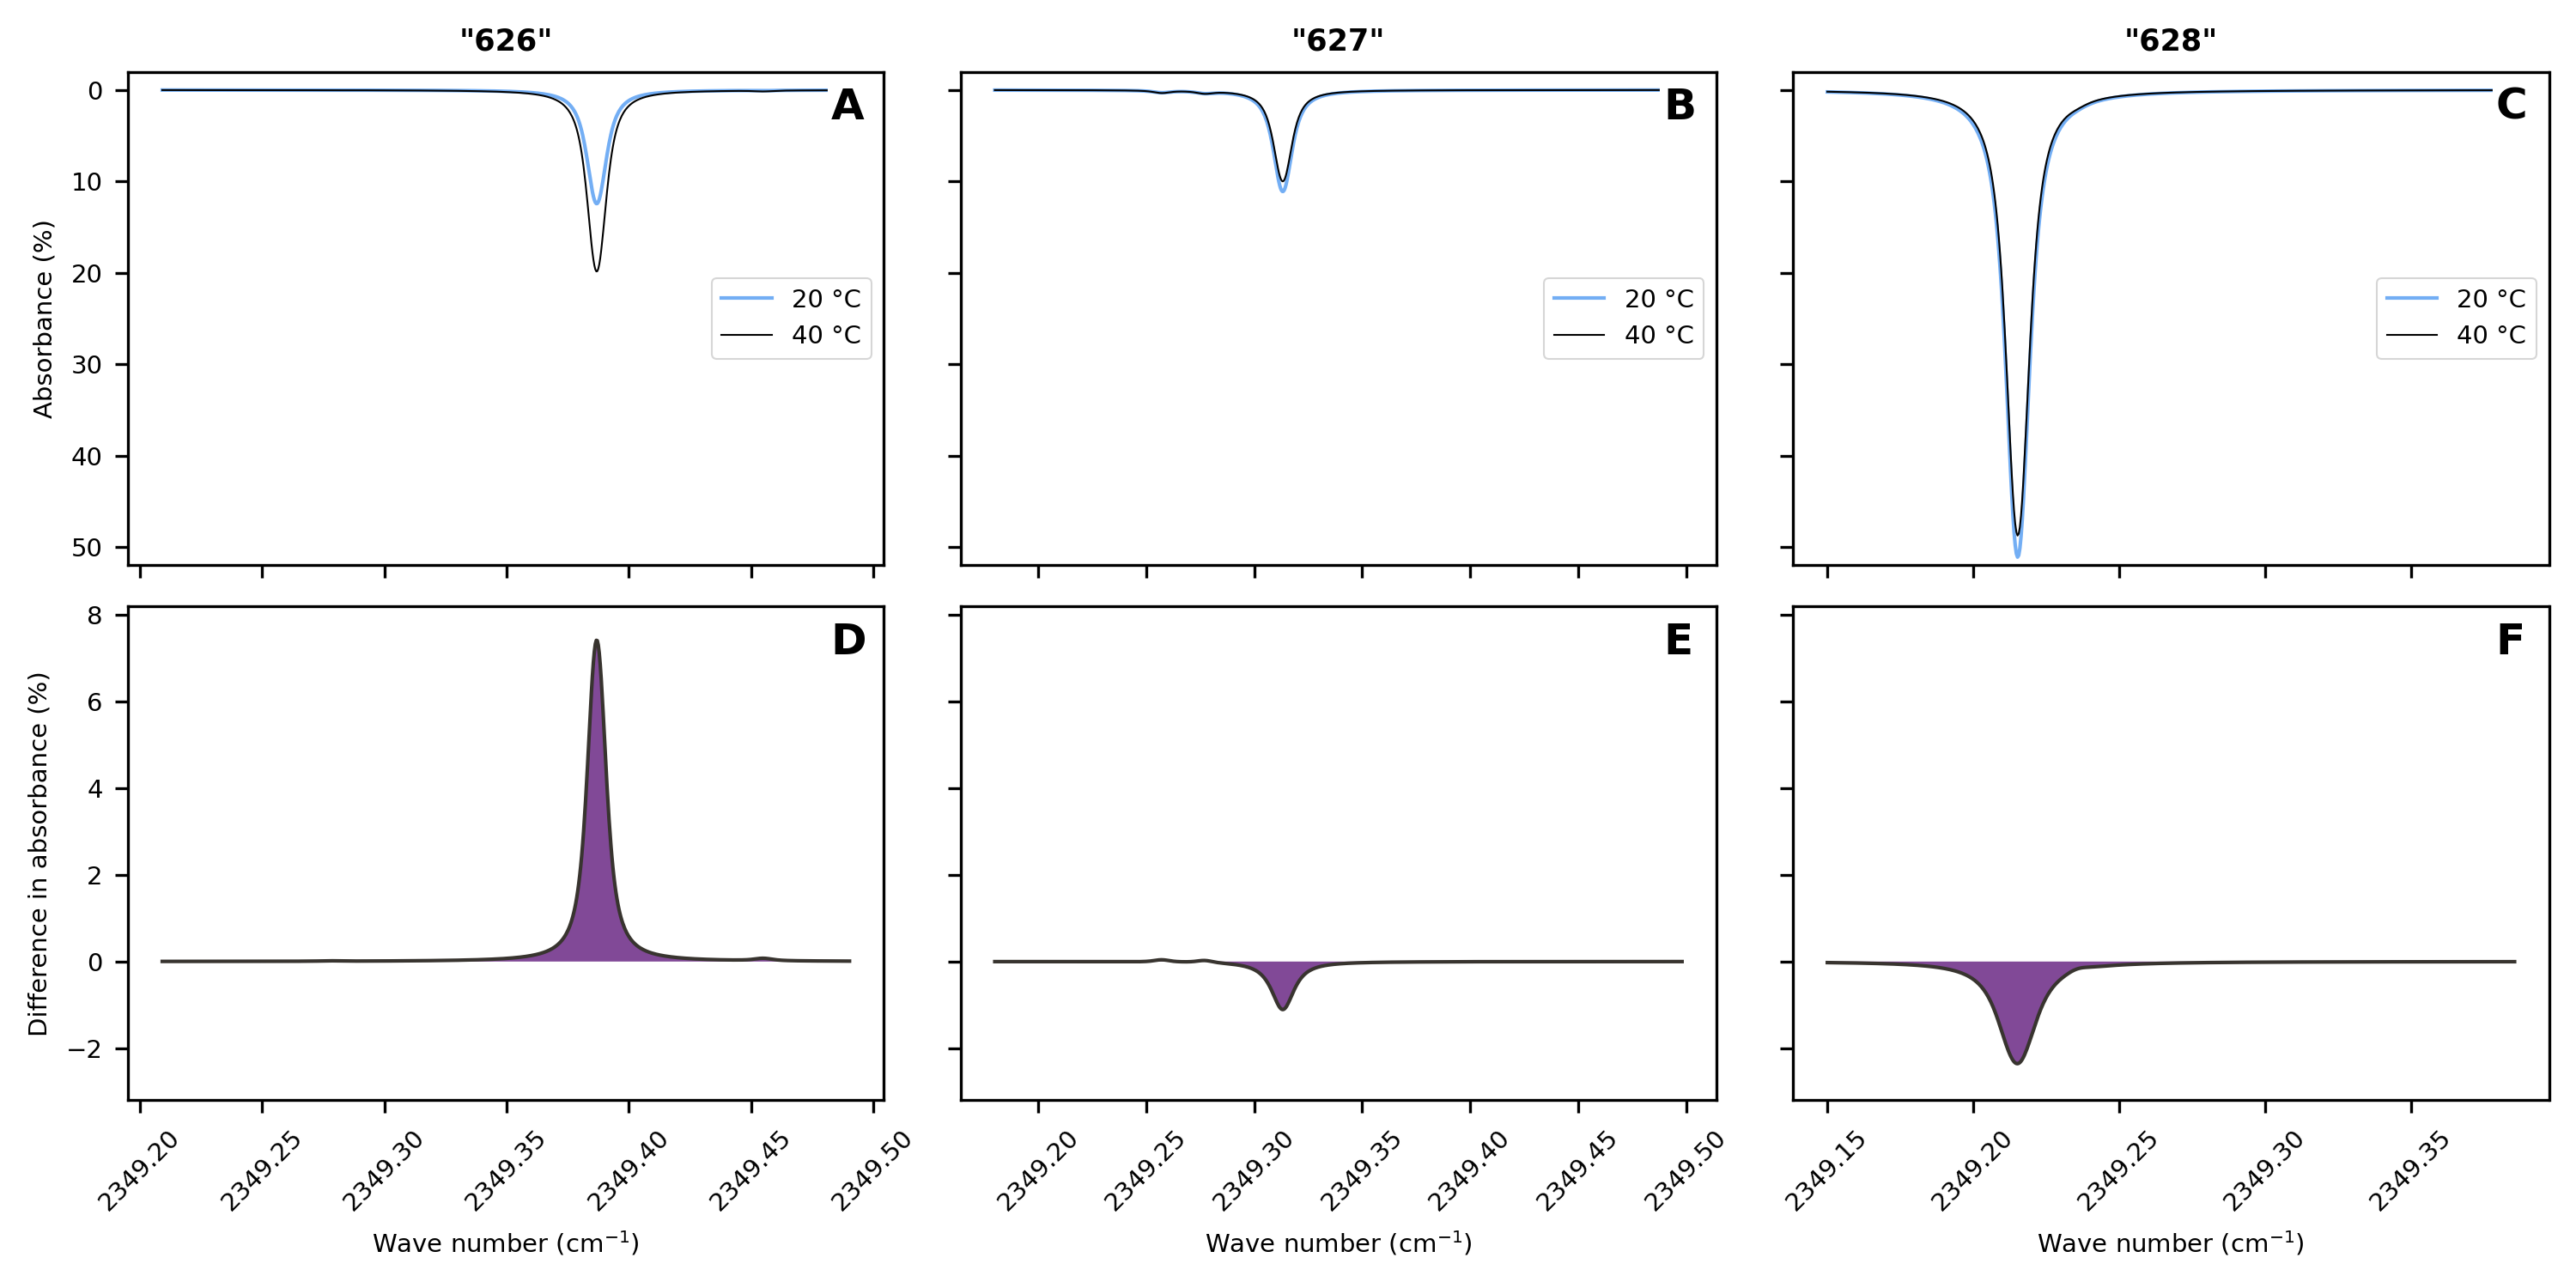 "626"
"627"
"628"
A
B
C
0
10
20
30
40
50
Absorbance (%)
20 °C
40 °C
20 °C
40 °C
20 °C
40 °C
D
E
F
8
6
4
2
0
−2
Difference in absorbance (%)
2349.20
2349.25
2349.30
2349.35
2349.40
2349.45
2349.50
2349.20
2349.25
2349.30
2349.35
2349.40
2349.45
2349.50
2349.15
2349.20
2349.25
2349.30
2349.35
Wave number (cm⁻¹)
Wave number (cm⁻¹)
Wave number (cm⁻¹)